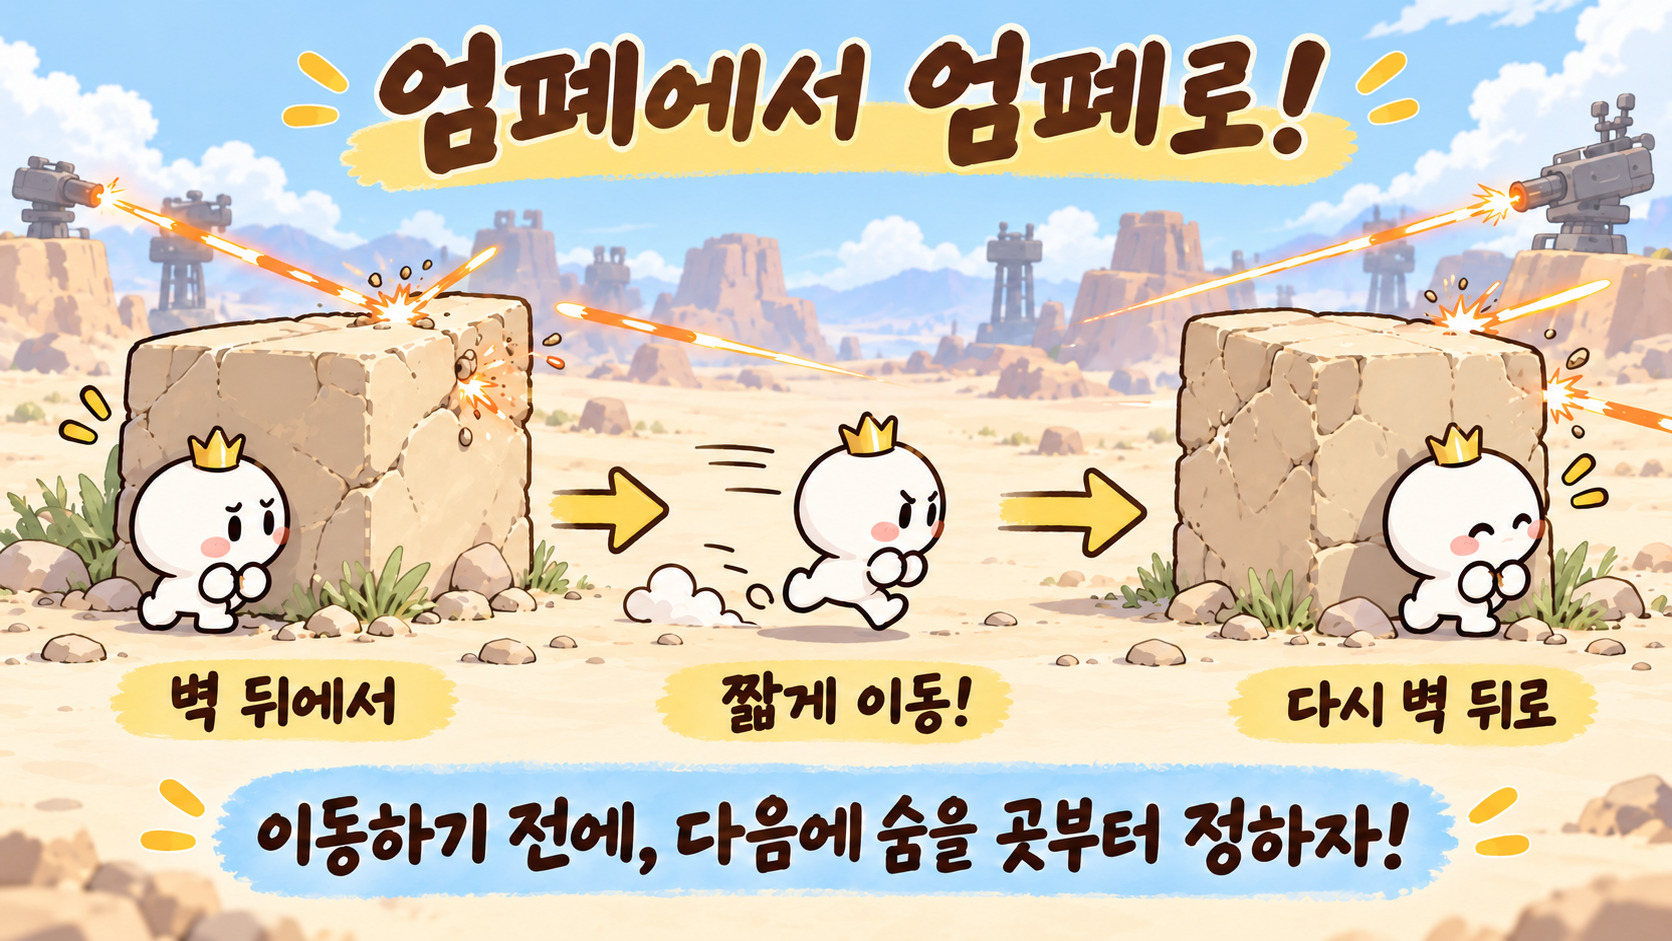 엄폐에서 엄폐로!
벽 뒤에서
짧게 이동!
다시 벽 뒤로
이동하기 전에, 다음에 숨을 곳부터 정하자!